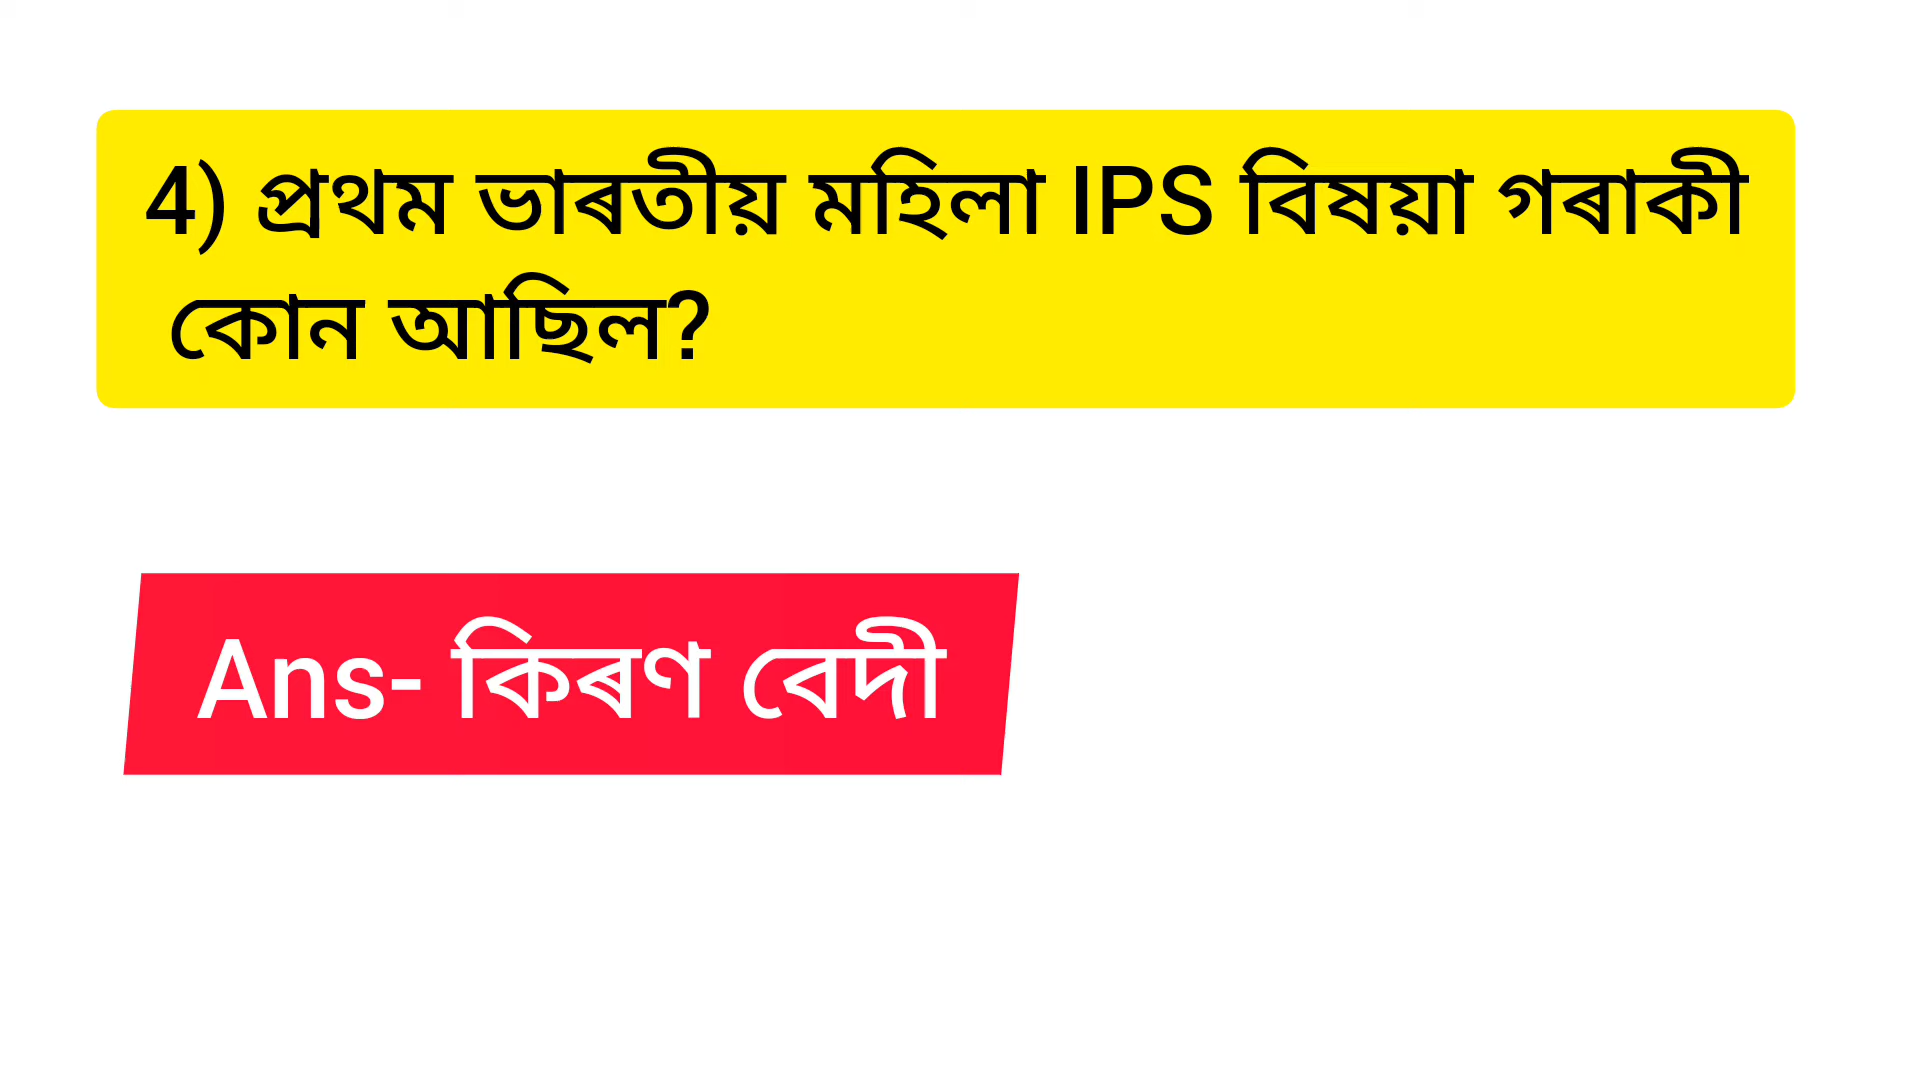 4) প্ৰথম ভাৰতীয় মহিলা IPS বিষয়া গৰাকী
কোন আছিল?
Ans- কিৰণ বেদী